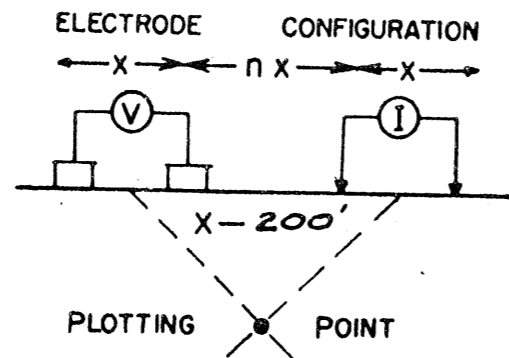 ELECTRODE CONFIGURATION
X n X X
V I
X - 200'
PLOTTING POINT